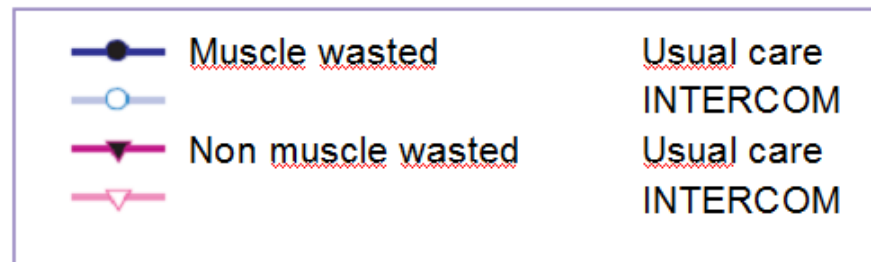 Muscle wasted Usual care
INTERCOM
Non muscle wasted Usual care
INTERCOM